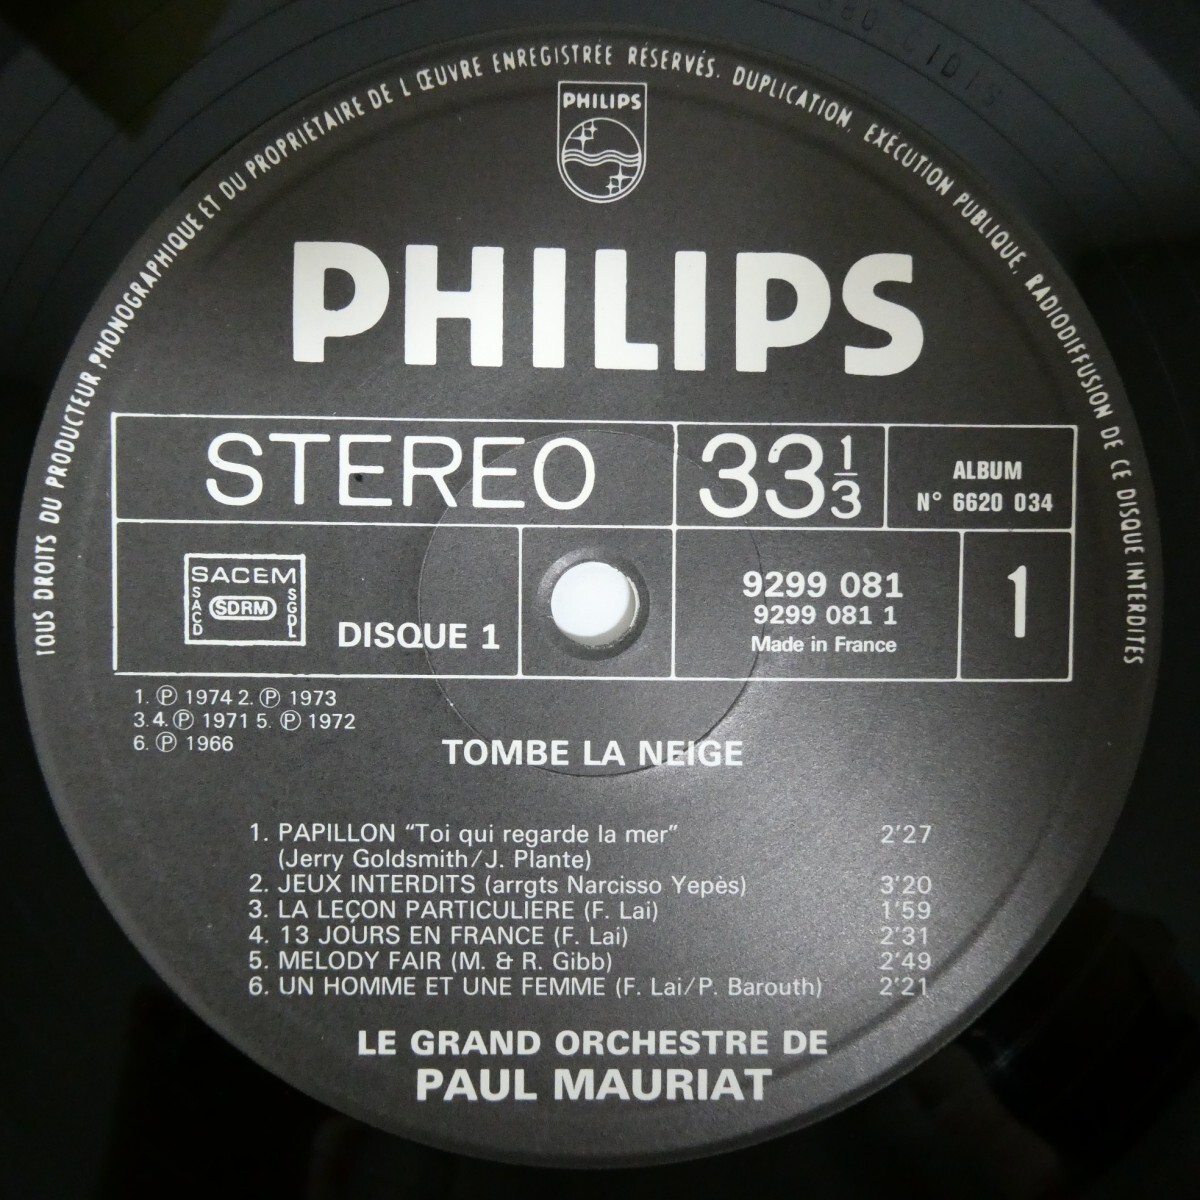 TOUS DROITS DU PRODUCTEUR PHONOGRAPHIQUE ET DU PROPRIÉTAIRE DE L'ŒUVRE ENREGISTRÉE RÉSERVÉS. DUPLICATION, EXÉCUTION PUBLIQUE, RADIODIFFUSION DE CE DISQUE INTERDITES
PHILIPS
PHILIPS
STEREO
33 1/3
ALBUM
N° 6620 034
SACEM
SACD
SDRM
SGDL
DISQUE 1
9299 081
9299 081 1
Made in France
1
1. ℗ 1974 2. ℗ 1973
3.4. ℗ 1971 5. ℗ 1972
6. ℗ 1966
TOMBE LA NEIGE
1. PAPILLON "Toi qui regarde la mer" 2'27
(Jerry Goldsmith/J. Plante)
2. JEUX INTERDITS (arrgts Narcisso Yepès) 3'20
3. LA LEÇON PARTICULIERE (F. Lai) 1'59
4. 13 JOURS EN FRANCE (F. Lai) 2'31
5. MELODY FAIR (M. & R. Gibb) 2'49
6. UN HOMME ET UNE FEMME (F. Lai/P. Barouth) 2'21
LE GRAND ORCHESTRE DE
PAUL MAURIAT